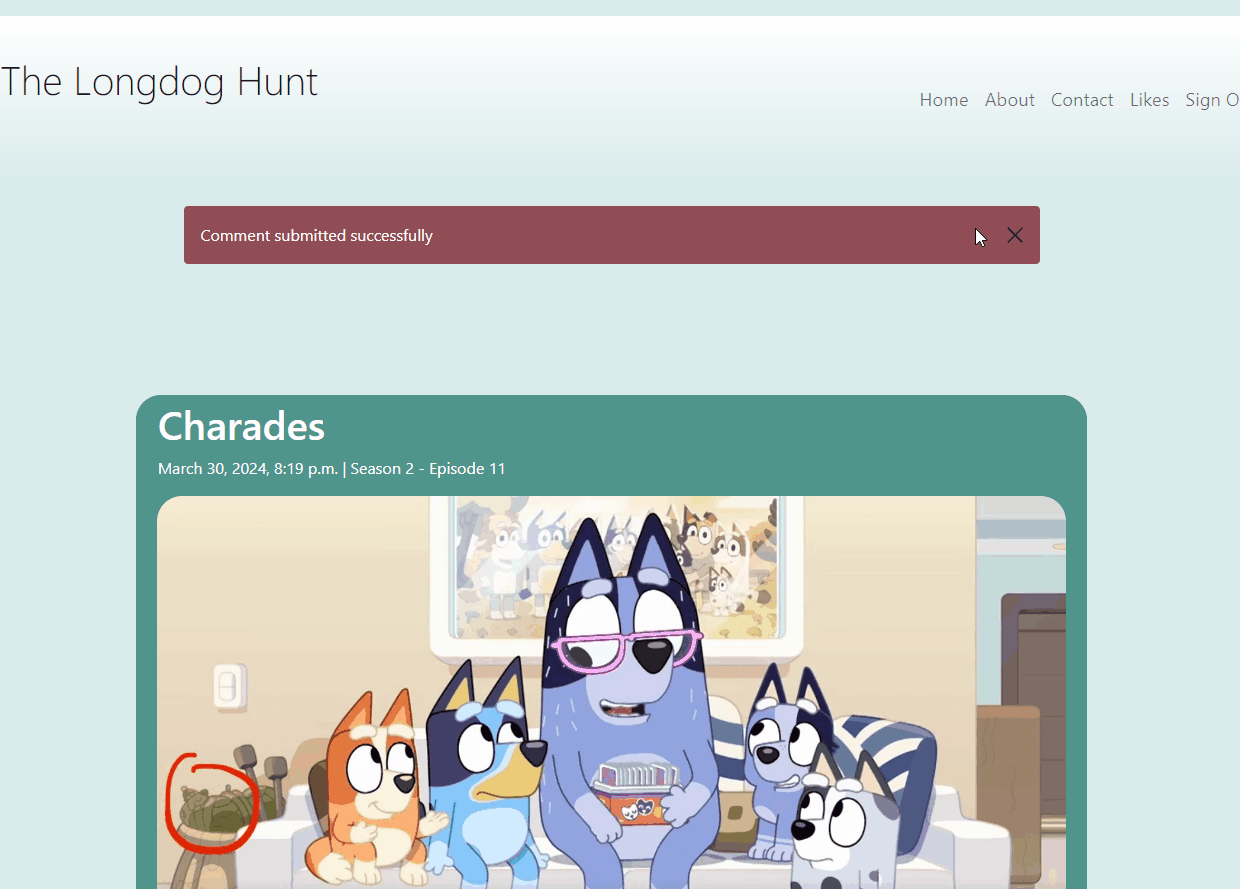 The Longdog Hunt
Home About Contact Likes Sign O
Comment submitted successfully
Charades
March 30, 2024, 8:19 p.m. | Season 2 - Episode 11